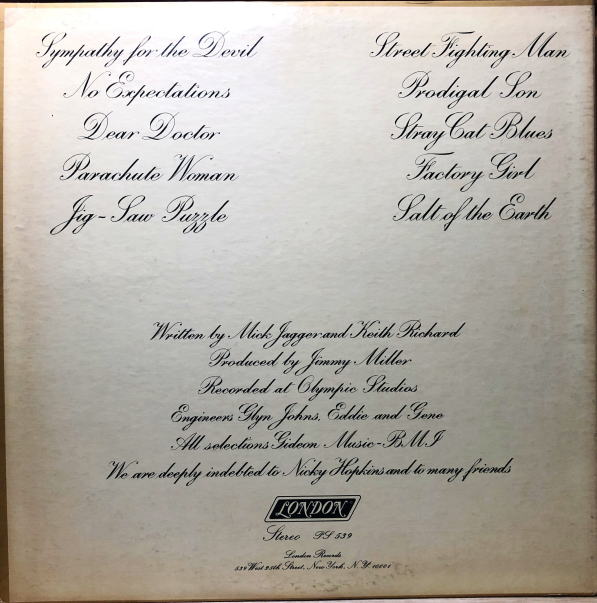 Sympathy for the Devil
No Expectations
Dear Doctor
Parachute Woman
Jig-Saw Puzzle
Street Fighting Man
Prodigal Son
Stray Cat Blues
Factory Girl
Salt of the Earth
Written by Mick Jagger and Keith Richard
Produced by Jimmy Miller
Recorded at Olympic Studios
Engineers Glyn Johns, Eddie and Gene
All selections Gideon Music-BMI
We are deeply indebted to Nicky Hopkins and to many friends
LONDON
Stereo PS 539
London Records
539 West 25th Street, New York, N.Y. 10001